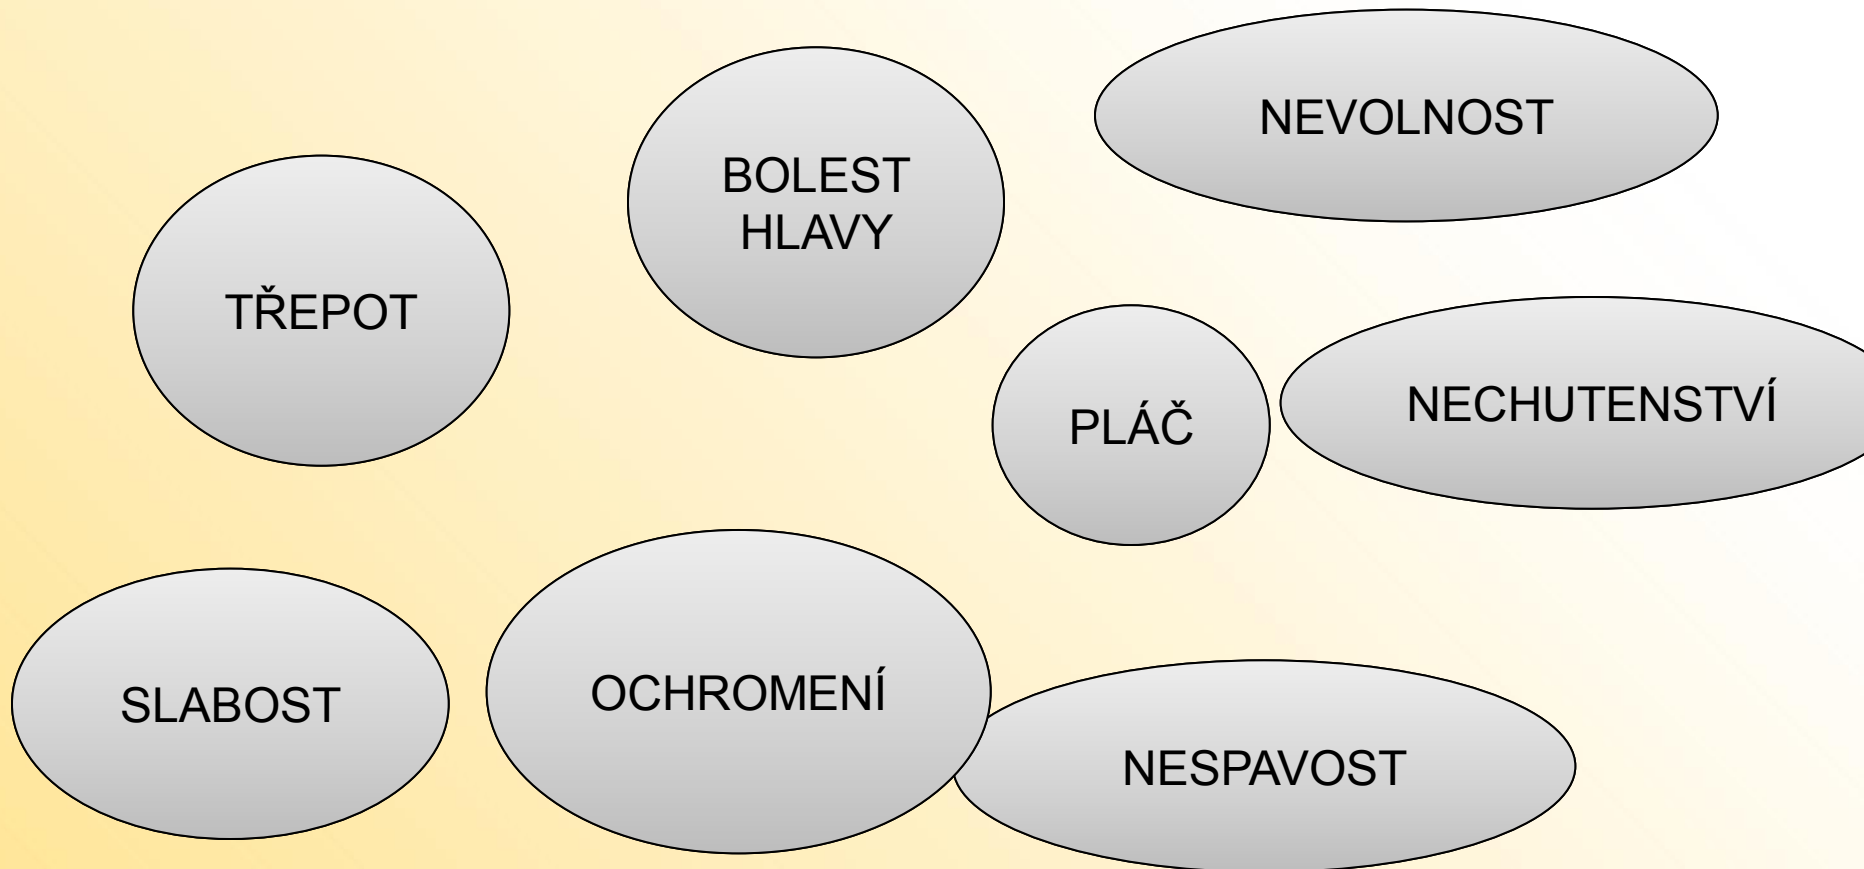 NEVOLNOST
BOLEST
HLAVY
TŘEPOT
NECHUTENSTVÍ
PLÁČ
OCHROMENÍ
SLABOST
NESPAVOST